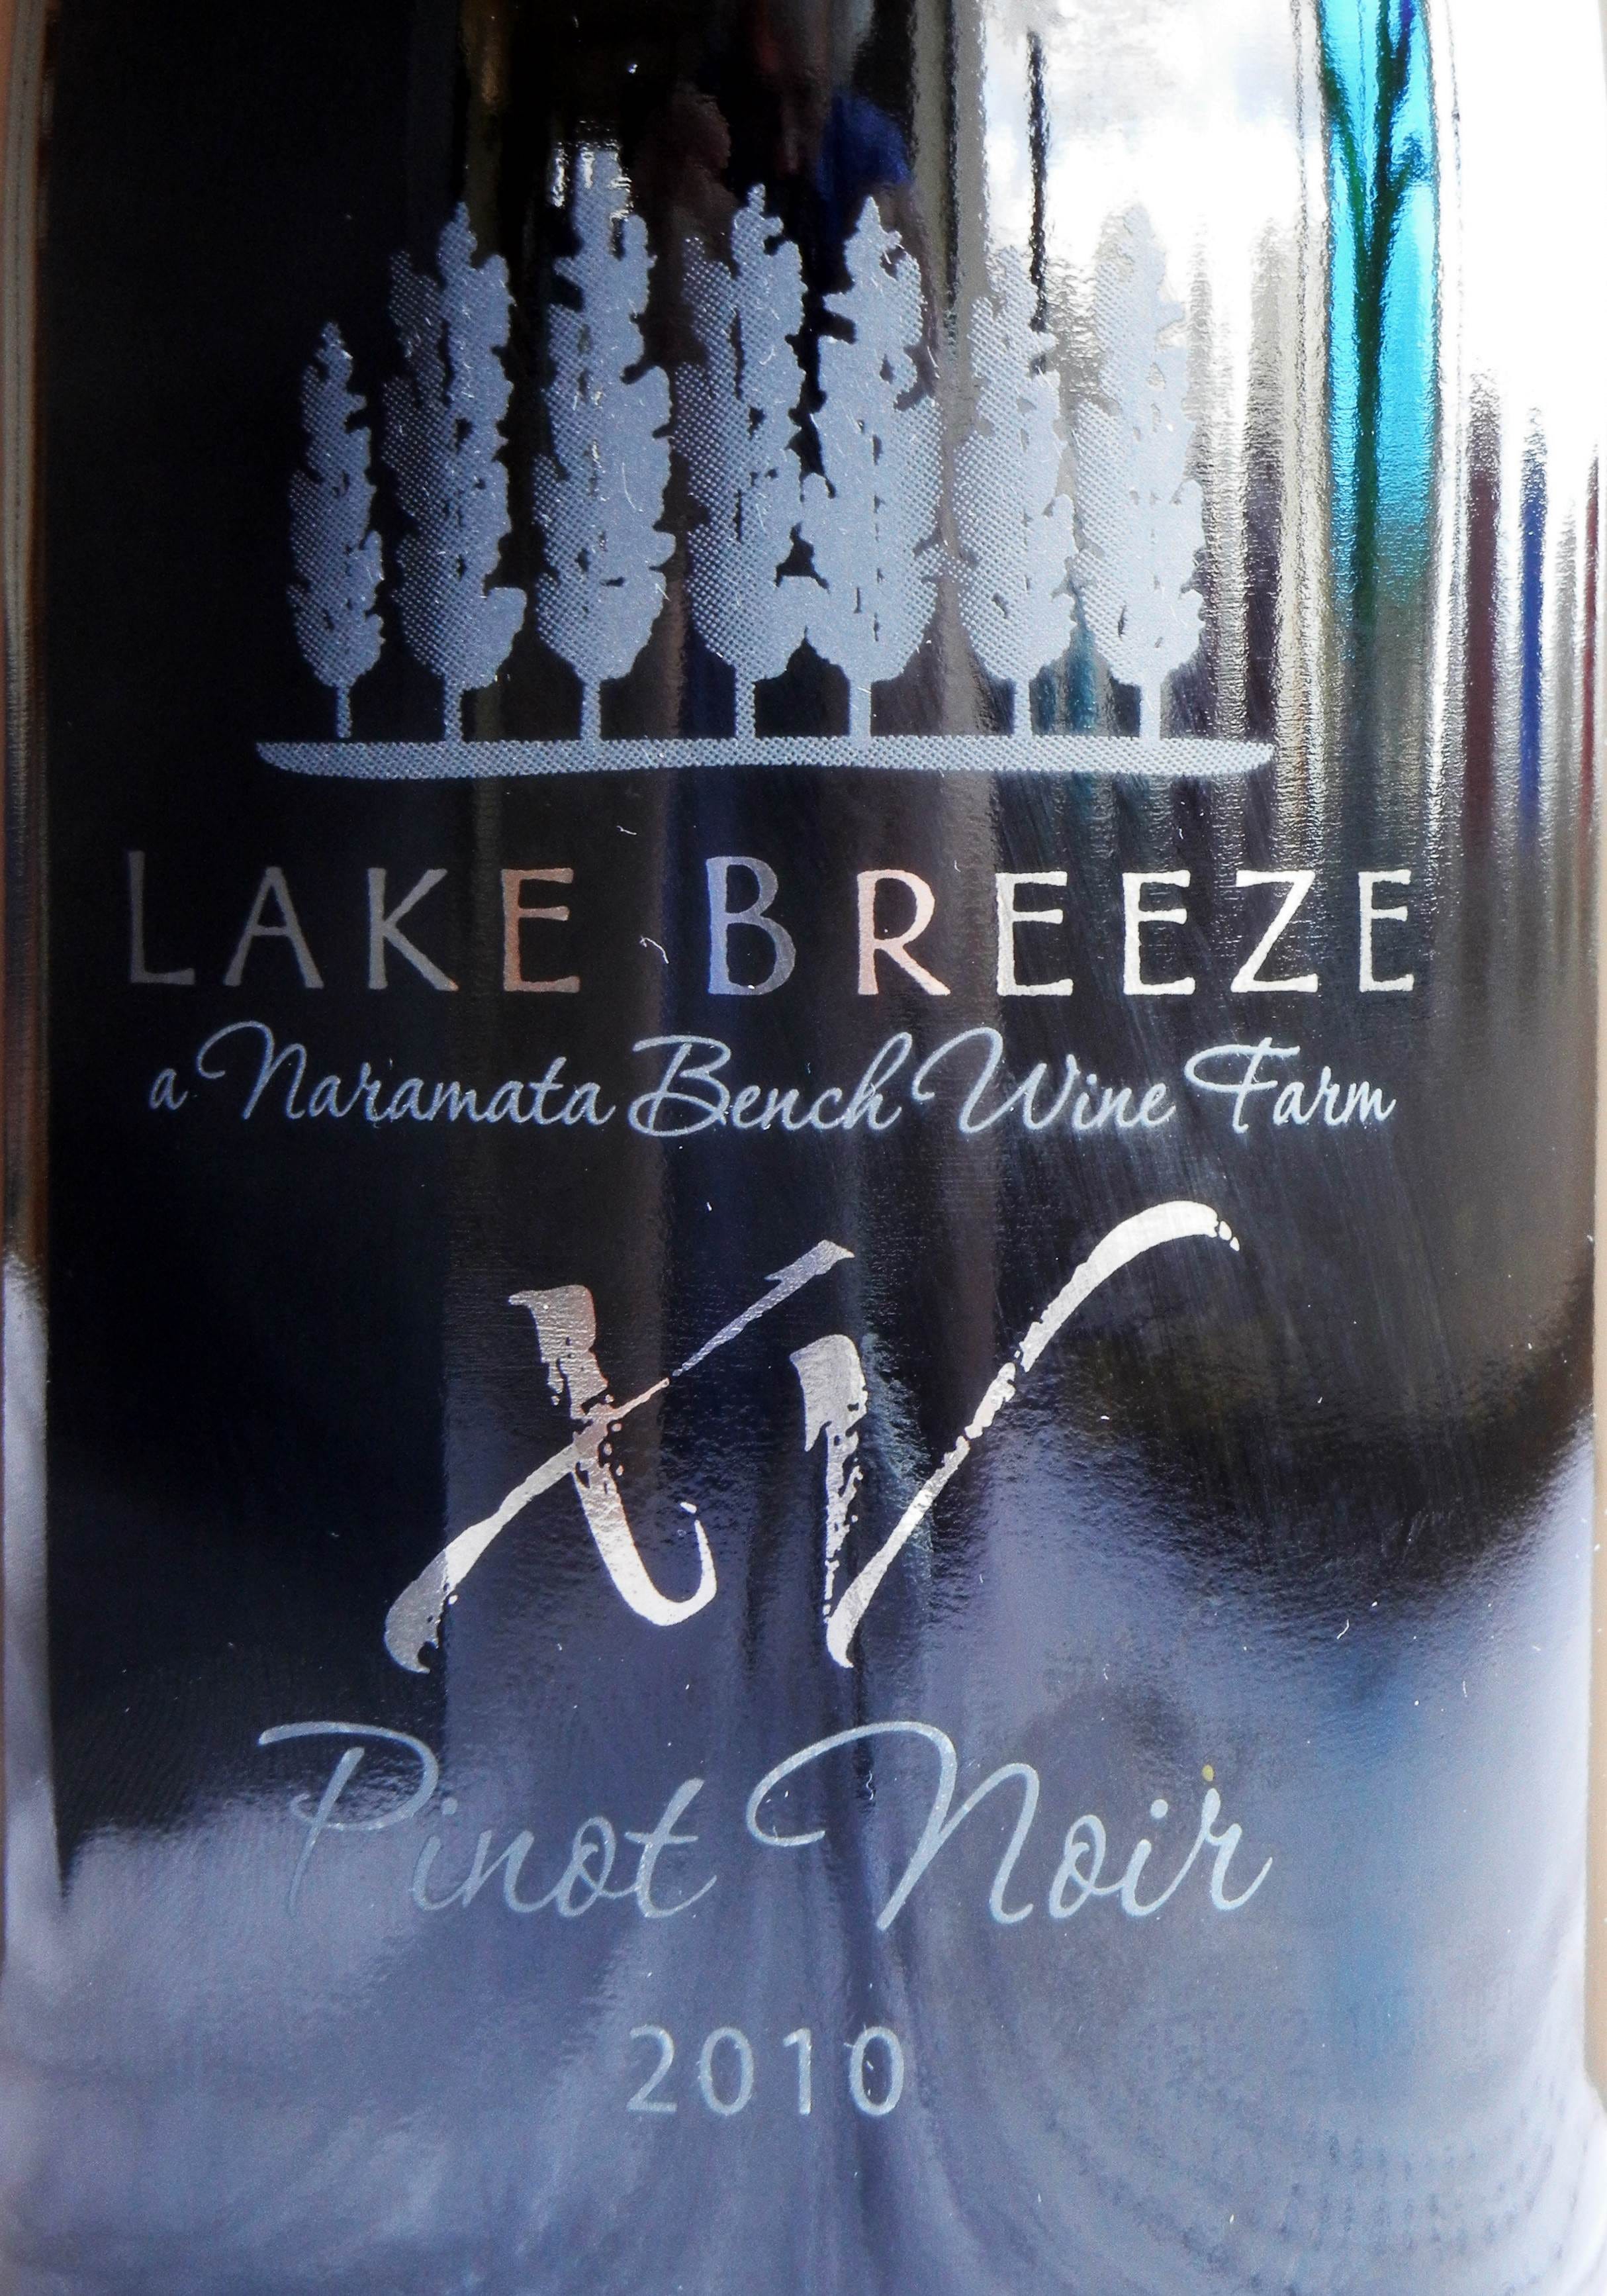 LAKE BREEZE
a Naramata Bench Wine Farm
XV
Pinot Noir
2010